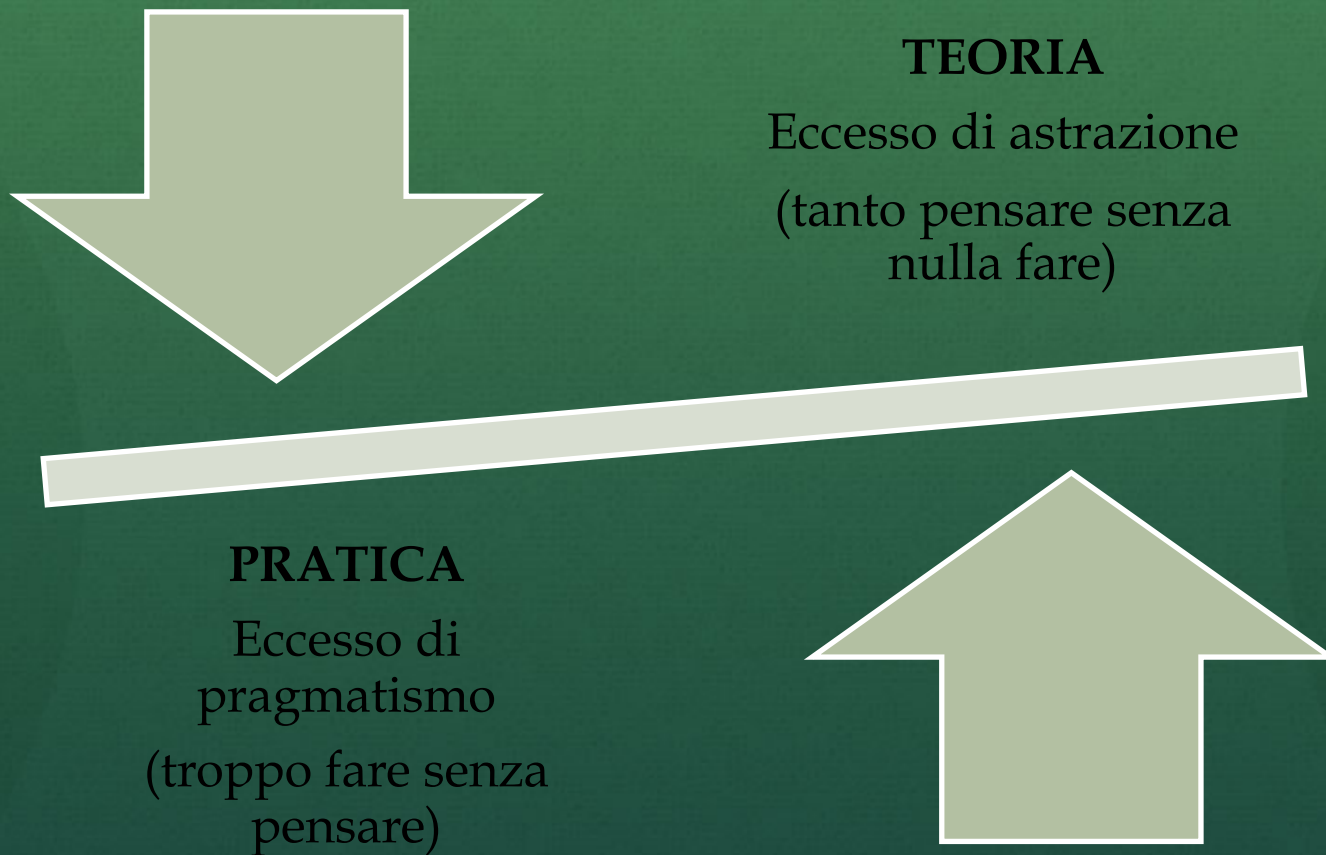 TEORIA
Eccesso di astrazione
(tanto pensare senza
nulla fare)
PRATICA
Eccesso di
pragmatismo
(troppo fare senza
pensare)